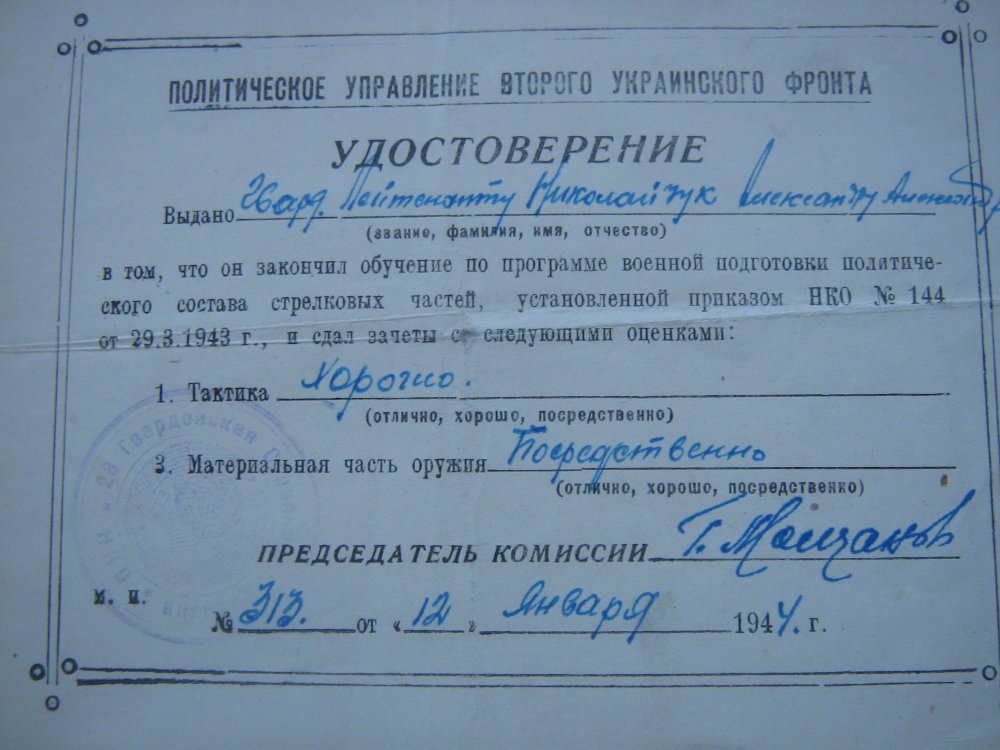 ПОЛИТИЧЕСКОЕ УПРАВЛЕНИЕ ВТОРОГО УКРАИНСКОГО ФРОНТА
УДОСТОВЕРЕНИЕ
Выдано Гвард. Лейтенанту Николайчук Александру
(звание, фамилия, имя, отчество)
в том, что он закончил обучение по программе военной подготовки политиче-
ского состава стрелковых частей, установленной приказом НКО № 144
от 29.3.1943 г., и сдал зачеты с следующими оценками:
1. Тактика Хорошо.
(отлично, хорошо, посредственно)
3. Материальная часть оружия Посредственно
(отлично, хорошо, посредственно)
ПРЕДСЕДАТЕЛЬ КОМИССИИ
м. п.
№ 313. от «12» Января 1944. г.
Гвардейская